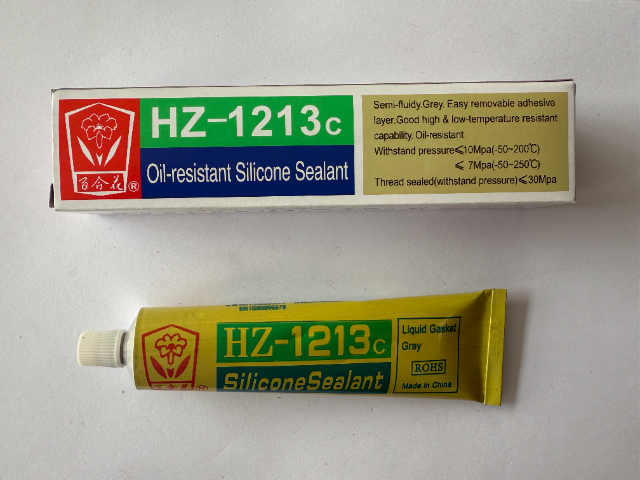 HZ-1213C
Oil-resistant Silicone Sealant
百合花®
Semi-fluidy.Grey. Easy removable adhesive
layer.Good high & low-temperature resistant
capability. Oil-resistant
Withstand pressure≤10Mpa(-50~200℃)
≤ 7Mpa(-50~250℃)
Thread sealed(withstand pressure)≤30Mpa
HZ-1213C
SiliconeSealant
百合花
Liquid Gasket
Gray
ROHS
Made in China